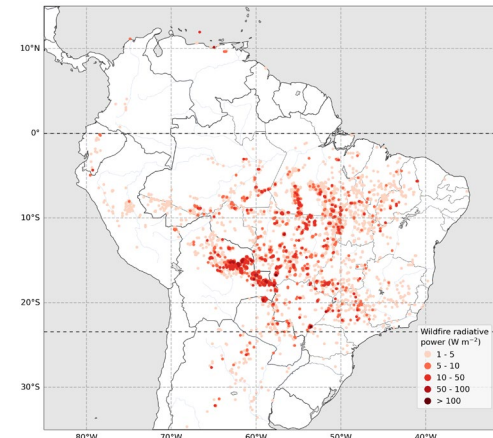 10°N
0°
10°S
20°S
30°S
80°W
70°W
60°W
50°W
40°W
Wildfire radiative
power (W m⁻²)
1 - 5
5 - 10
10 - 50
50 - 100
> 100